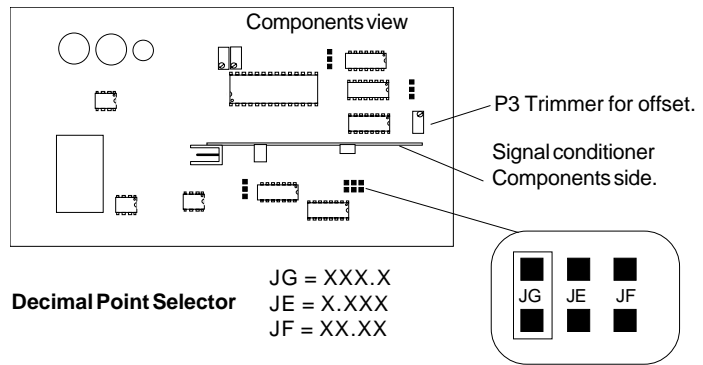 Components view
P3 Trimmer for offset.
Signal conditioner
Components side.
JG JE JF
Decimal Point Selector
JG = XXX.X
JE = X.XXX
JF = XX.XX